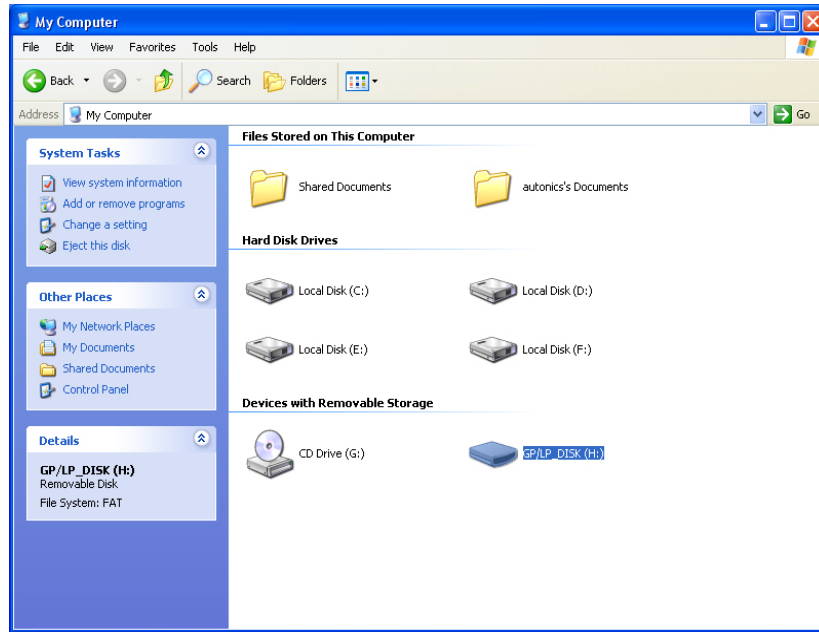 My Computer
File Edit View Favorites Tools Help
Back Search Folders
Address My Computer Go
System Tasks
View system information
Add or remove programs
Change a setting
Eject this disk
Other Places
My Network Places
My Documents
Shared Documents
Control Panel
Details
GP/LP_DISK (H:)
Removable Disk
File System: FAT
Files Stored on This Computer
Shared Documents autonics's Documents
Hard Disk Drives
Local Disk (C:) Local Disk (D:)
Local Disk (E:) Local Disk (F:)
Devices with Removable Storage
CD Drive (G:) GP/LP_DISK (H:)